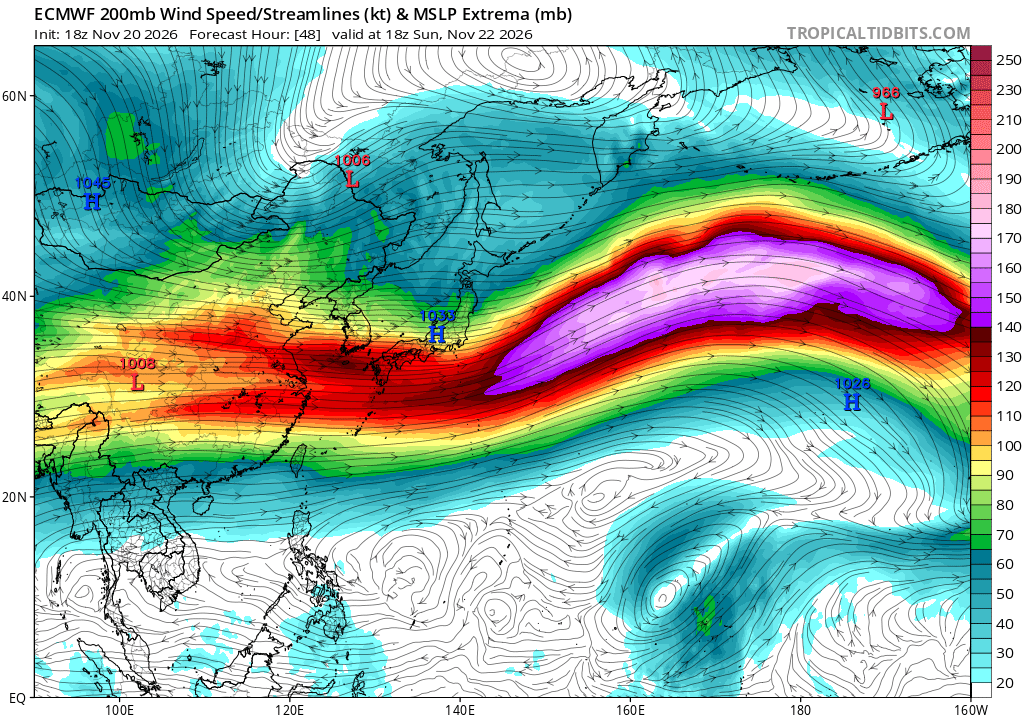 ECMWF 200mb Wind Speed/Streamlines (kt) & MSLP Extrema (mb)
Init: 18z Nov 20 2026   Forecast Hour: [48]   valid at 18z Sun, Nov 22 2026
TROPICALTIDBITS.COM
60N
40N
20N
EQ
966
L
1006
L
1045
H
1033
H
1008
L
1026
H
250
230
210
200
190
180
170
160
150
140
130
120
110
100
90
80
70
60
50
40
30
20
100E
120E
140E
160E
180
160W